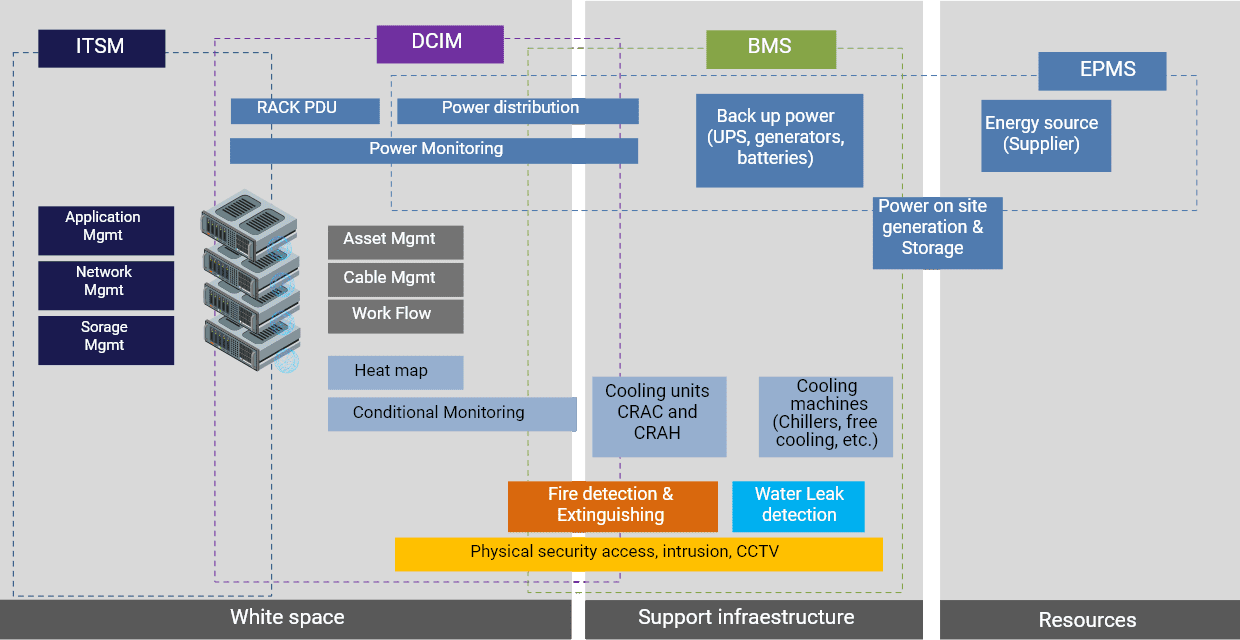 ITSM
DCIM
BMS
EPMS
RACK PDU
Power distribution
Power Monitoring
Back up power
(UPS, generators,
batteries)
Energy source
(Supplier)
Power on site
generation &
Storage
Application
Mgmt
Network
Mgmt
Sorage
Mgmt
Asset Mgmt
Cable Mgmt
Work Flow
Heat map
Conditional Monitoring
Cooling units
CRAC and
CRAH
Cooling
machines
(Chillers, free
cooling, etc.)
Fire detection &
Extinguishing
Water Leak
detection
Physical security access, intrusion, CCTV
White space
Support infraestructure
Resources